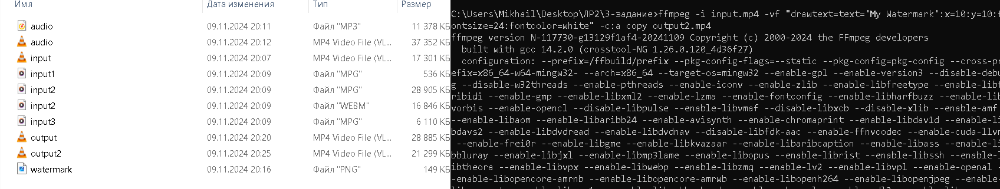 Имя Дата изменения Тип Размер
audio 09.11.2024 20:11 Файл "MP3" 11 378 КБ
audio 09.11.2024 20:12 MP4 Video File (VL... 37 352 КБ
input 09.11.2024 20:07 MP4 Video File (VL... 17 301 КБ
input1 09.11.2024 20:09 Файл "MPG" 536 КБ
input2 09.11.2024 20:09 Файл "MPG" 28 905 КБ
input2 09.11.2024 20:09 Файл "WEBM" 16 846 КБ
input3 09.11.2024 20:09 Файл "MPG" 6 110 КБ
output 09.11.2024 20:20 MP4 Video File (VL... 28 885 КБ
output2 09.11.2024 20:25 MP4 Video File (VL... 21 299 КБ
watermark 09.11.2024 20:16 Файл "PNG" 149 КБ
C:\Users\Mikhail\Desktop\ЛР2\3-задание>ffmpeg -i input.mp4 -vf "drawtext=text='My Watermark':x=10:y=10:f
ontsize=24:fontcolor=white" -c:a copy output2.mp4
ffmpeg version N-117730-g13129f1af4-20241109 Copyright (c) 2000-2024 the FFmpeg developers
built with gcc 14.2.0 (crosstool-NG 1.26.0.120_4d36f27)
configuration: --prefix=/ffbuild/prefix --pkg-config-flags=--static --pkg-config=pkg-config --cross-pr
efix=x86_64-w64-mingw32- --arch=x86_64 --target-os=mingw32 --enable-gpl --enable-version3 --disable-debu
g --disable-w32threads --enable-pthreads --enable-iconv --enable-zlib --enable-libfreetype --enable-libf
ribidi --enable-gmp --enable-libxml2 --enable-lzma --enable-fontconfig --enable-libharfbuzz --enable-lib
vorbis --enable-opencl --disable-libpulse --enable-libvmaf --disable-libxcb --disable-xlib --enable-amf
--enable-libaom --enable-libaribb24 --enable-avisynth --enable-chromaprint --enable-libdav1d --enable-li
bdavs2 --enable-libdvdread --enable-libdvdnav --disable-libfdk-aac --enable-ffnvcodec --enable-cuda-llvm
--enable-frei0r --enable-libgme --enable-libkvazaar --enable-libaribcaption --enable-libass --enable-li
bbluray --enable-libjxl --enable-libmp3lame --enable-libopus --enable-librist --enable-libssh --enable-l
ibtheora --enable-libvpx --enable-libwebp --enable-libzmq --enable-lv2 --enable-libvpl --enable-openal -
-enable-libopencore-amrnb --enable-libopencore-amrwb --enable-libopenh264 --enable-libopenjpeg --enable-